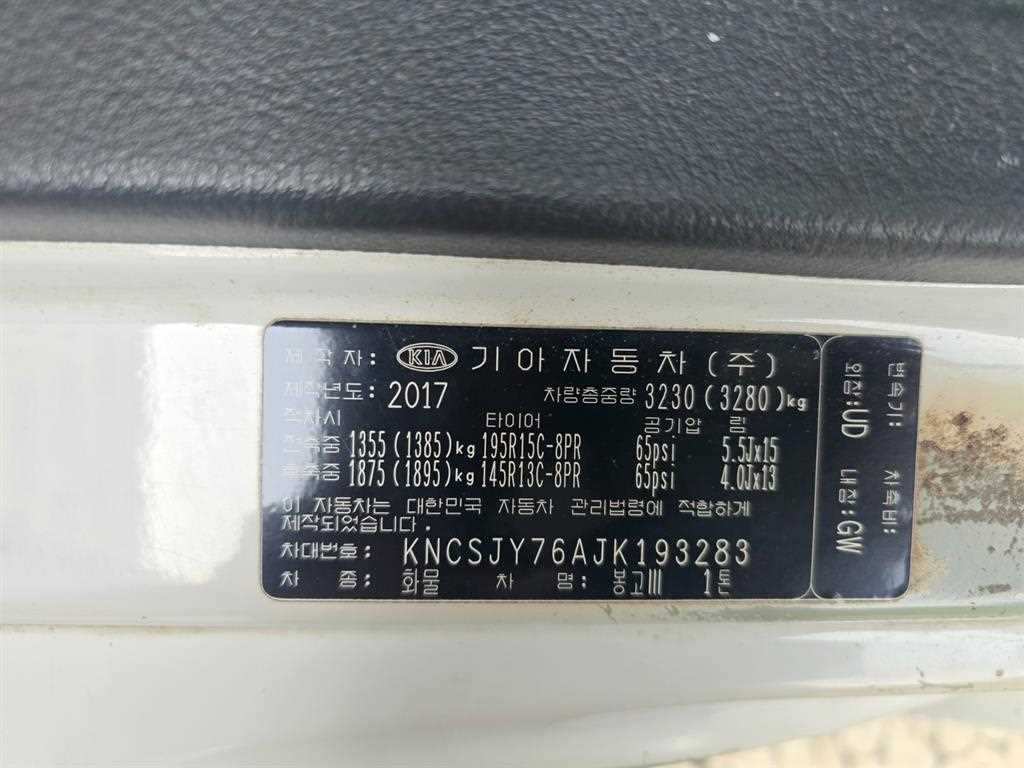 제 작 자 : KIA 기 아 자 동 차 (주)
제작년도 : 2017 차량총중량 3230 (3280) kg
적차시 타이어 공기압 림
전축중 1355 (1385) kg 195R15C-8PR 65psi 5.5Jx15
후축중 1875 (1895) kg 145R13C-8PR 65psi 4.0Jx13
이 자동차는 대한민국 자동차 관리법령에 적합하게
제작되었습니다.
차대번호 : KNCSJY76AJK193283
차 종 : 화물 차 명 : 봉고III 1톤
변속기 : 차축비 :
외장 : UD 내장 : GW